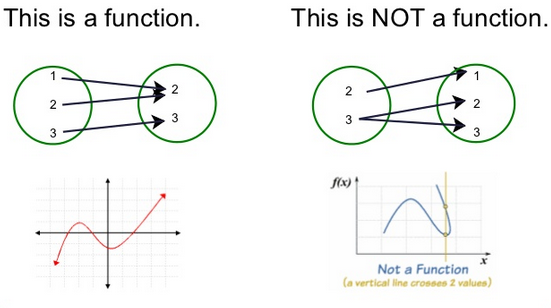 This is a function.
This is NOT a function.
1
2
3
2
3
2
3
1
2
3
f(x)
x
Not a Function
(a vertical line crosses 2 values)